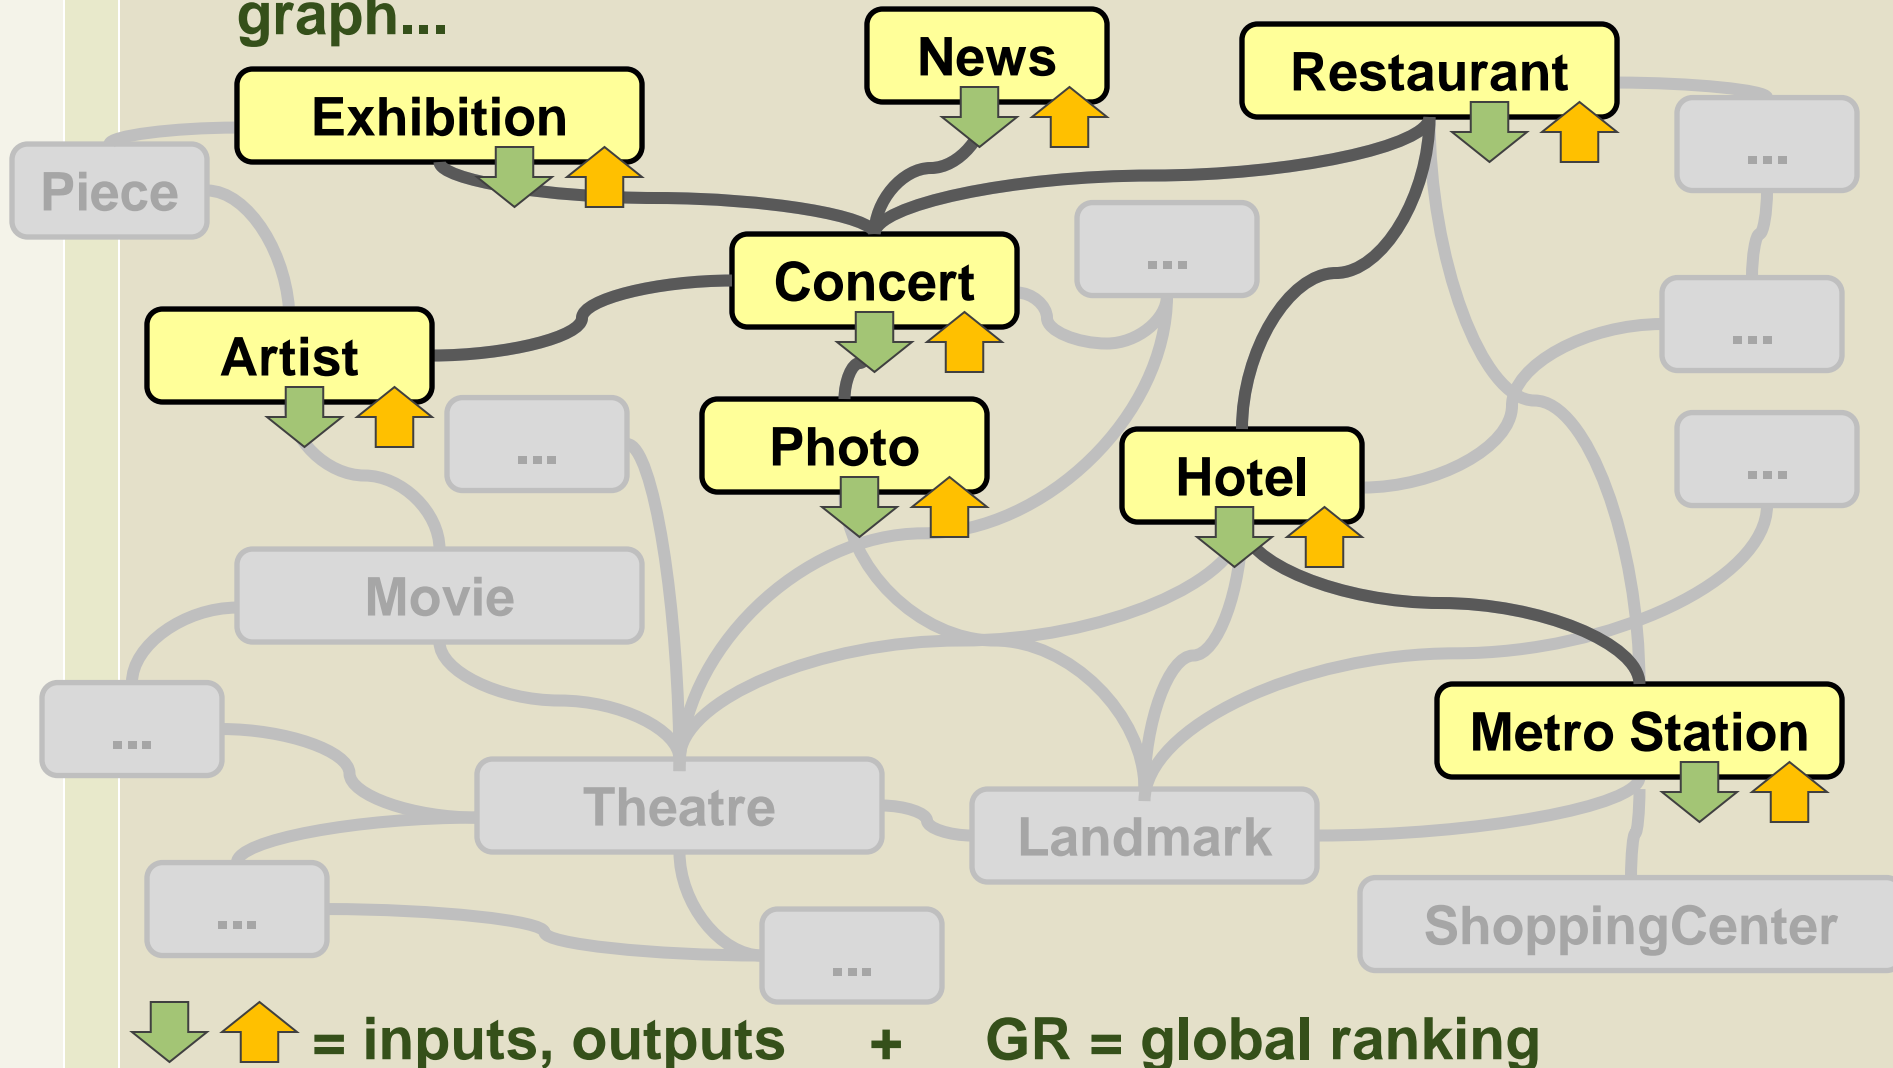 graph...
News
Restaurant
Exhibition
...
Piece
...
Concert
...
Artist
...
Photo
...
Hotel
Movie
...
Metro Station
Theatre
Landmark
...
ShoppingCenter
...
= inputs, outputs + GR = global ranking